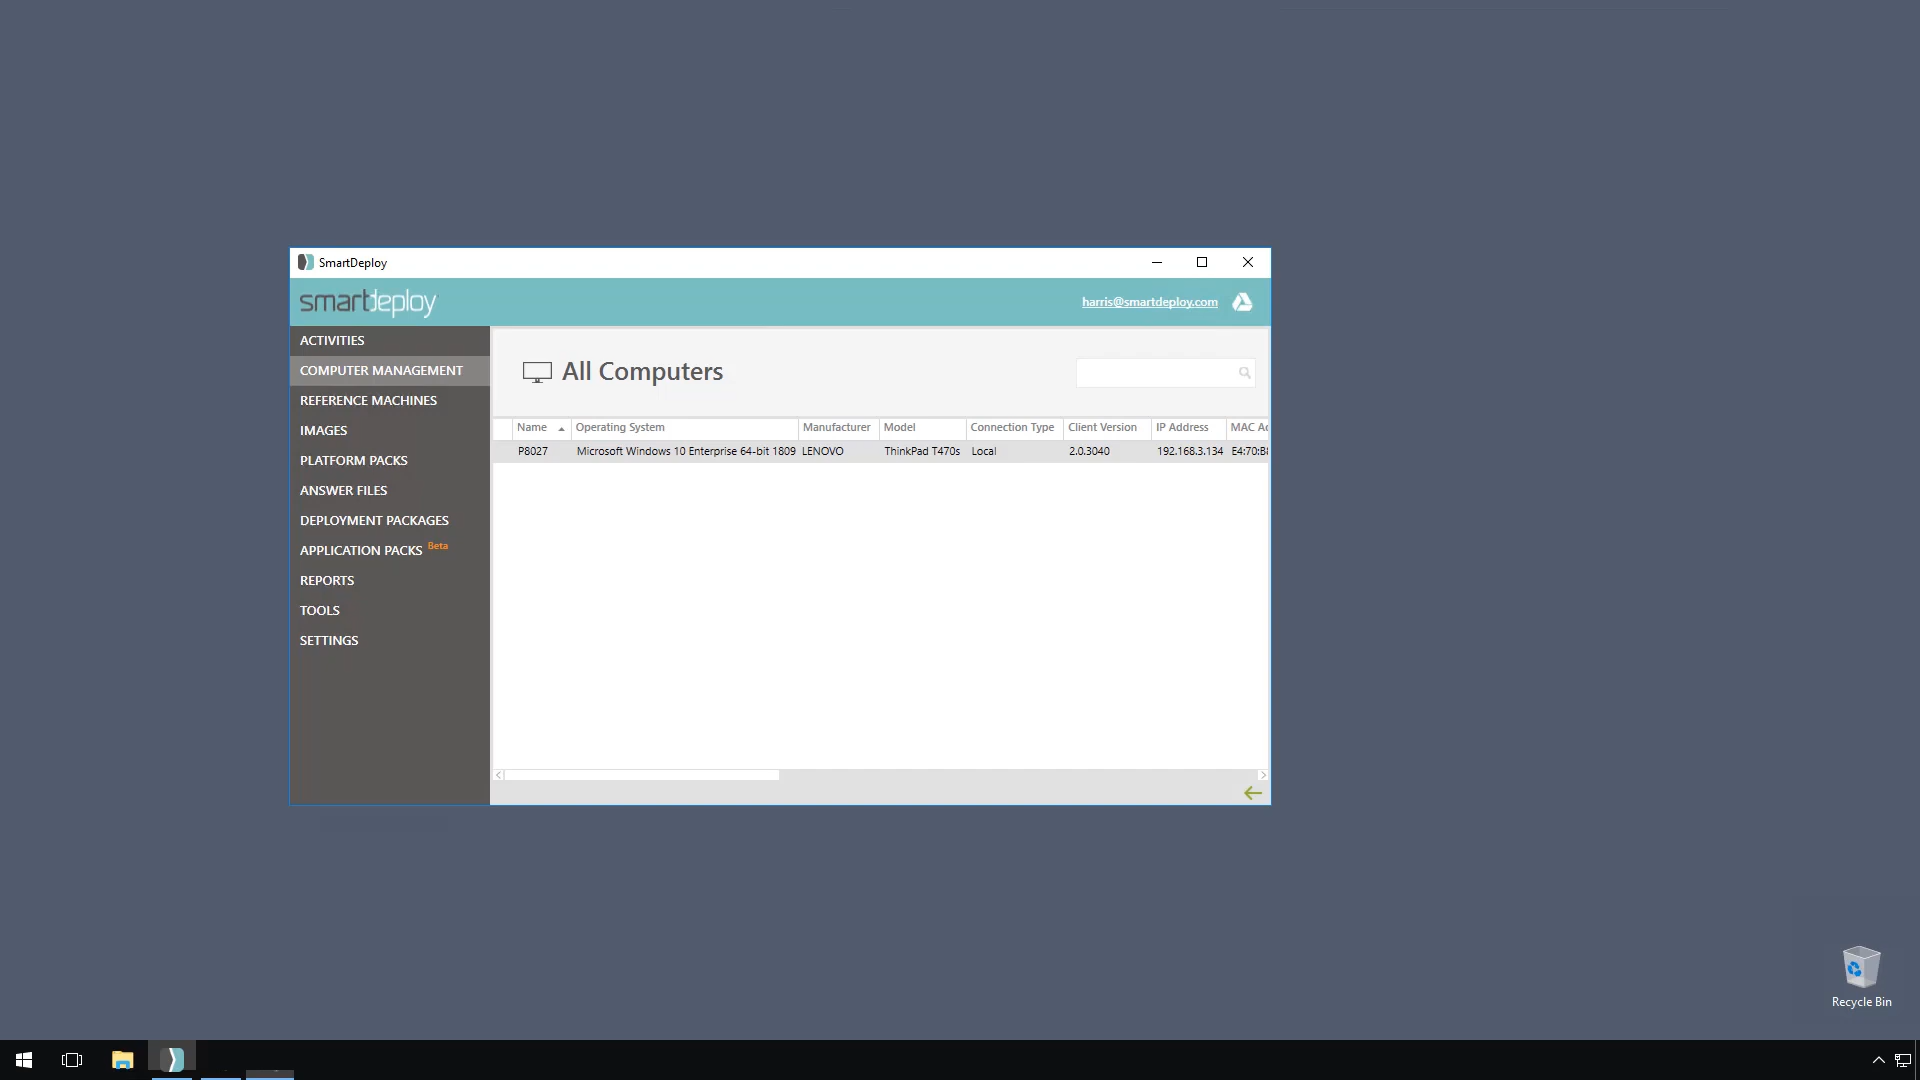 SmartDeploy
smartdeploy
harris@smartdeploy.com
ACTIVITIES
COMPUTER MANAGEMENT
REFERENCE MACHINES
IMAGES
PLATFORM PACKS
ANSWER FILES
DEPLOYMENT PACKAGES
APPLICATION PACKS Beta
REPORTS
TOOLS
SETTINGS
All Computers
Name Operating System Manufacturer Model Connection Type Client Version IP Address MAC
P8027 Microsoft Windows 10 Enterprise 64-bit 1809 LENOVO ThinkPad T470s Local 2.0.3040 192.168.3.134 E4:70:
Recycle Bin